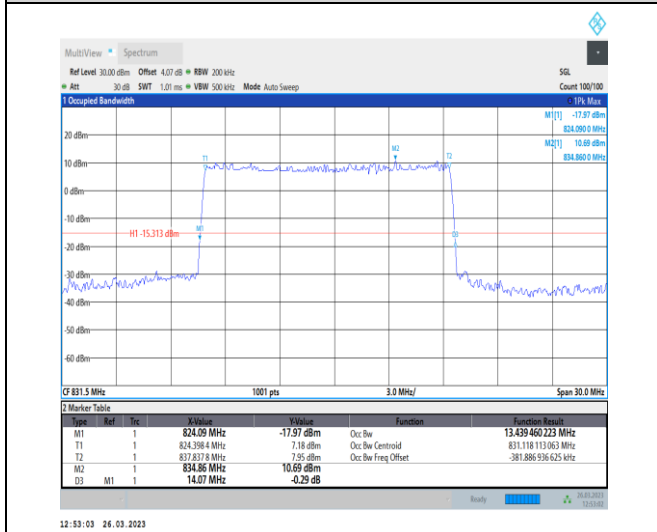 MultiView Spectrum
Ref Level 30.00 dBm Offset 4.07 dB RBW 200 kHz SGL
Att 30 dB SWT 1.01 ms VBW 500 kHz Mode Auto Sweep Count 100/100
1 Occupied Bandwidth 1Pk Max
M1[1] -17.97 dBm
824.090 0 MHz
M2[1] 10.69 dBm
834.860 0 MHz
20 dBm
M2
T1 T2
10 dBm
0 dBm
-10 dBm
H1 -15.313 dBm M1 D3
-20 dBm
-30 dBm
-40 dBm
-50 dBm
-60 dBm
CF 831.5 MHz 1001 pts 3.0 MHz/ Span 30.0 MHz
2 Marker Table
Type Ref Trc X-Value Y-Value Function Function Result
M1 1 824.09 MHz -17.97 dBm Occ Bw 13.439 460 223 MHz
T1 1 824.398 4 MHz 7.18 dBm Occ Bw Centroid 831.118 113 063 MHz
T2 1 837.837 8 MHz 7.95 dBm Occ Bw Freq Offset -381.886 936 625 kHz
M2 1 834.86 MHz 10.69 dBm
D3 M1 1 14.07 MHz -0.29 dB
Ready 26.03.2023
12:53:02
12:53:03 26.03.2023